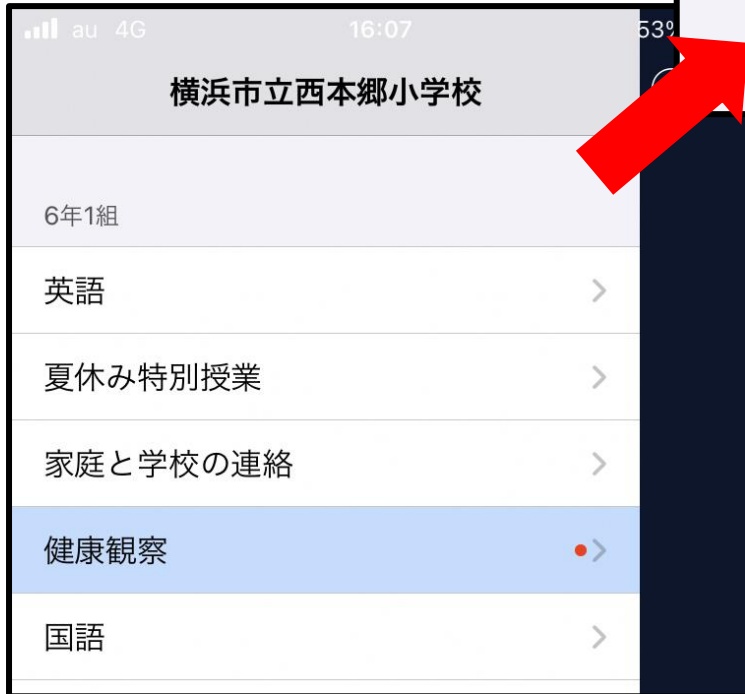 au 4G 16:07 53%
横浜市立西本郷小学校
6年1組
英語
夏休み特別授業
家庭と学校の連絡
健康観察
国語